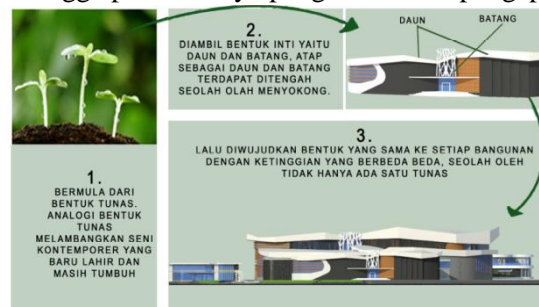 2.
DIAMBIL BENTUK INTI YAITU
DAUN DAN BATANG, ATAP
SEBAGAI DAUN DAN BATANG
TERDAPAT DITENGAH
SEOLAH OLAH MENYOKONG.
DAUN
BATANG
3.
LALU DIWUJUDKAN BENTUK YANG SAMA KE SETIAP BANGUNAN
DENGAN KETINGGIAN YANG BERBEDA BEDA, SEOLAH OLEH
TIDAK HANYA ADA SATU TUNAS
1.
BERMULA DARI
BENTUK TUNAS.
ANALOGI BENTUK
TUNAS
MELAMBANGKAN SENI
KONTEMPORER YANG
BARU LAHIR DAN
MASIH TUMBUH